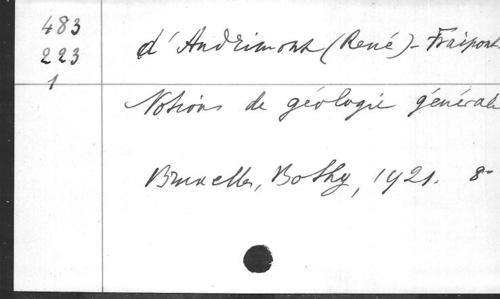 483
223
1
d'Andrimont (René) - Fraipont
Notions de géologie générale
Bruxelles, Bothy, 1921. 8-